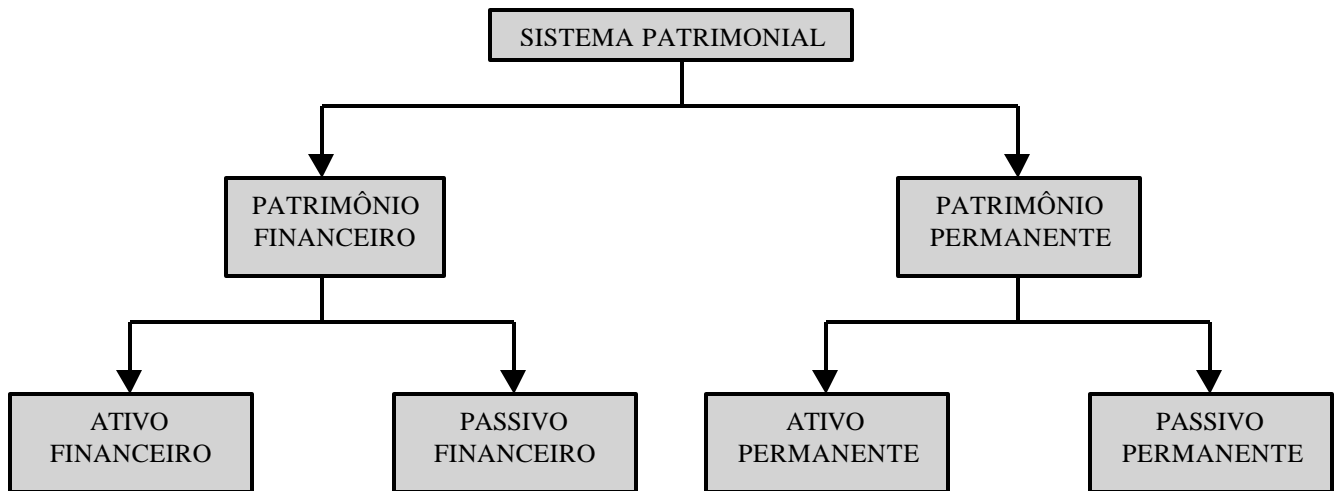 SISTEMA PATRIMONIAL
PATRIMÔNIO
FINANCEIRO
PATRIMÔNIO
PERMANENTE
ATIVO
FINANCEIRO
PASSIVO
FINANCEIRO
ATIVO
PERMANENTE
PASSIVO
PERMANENTE